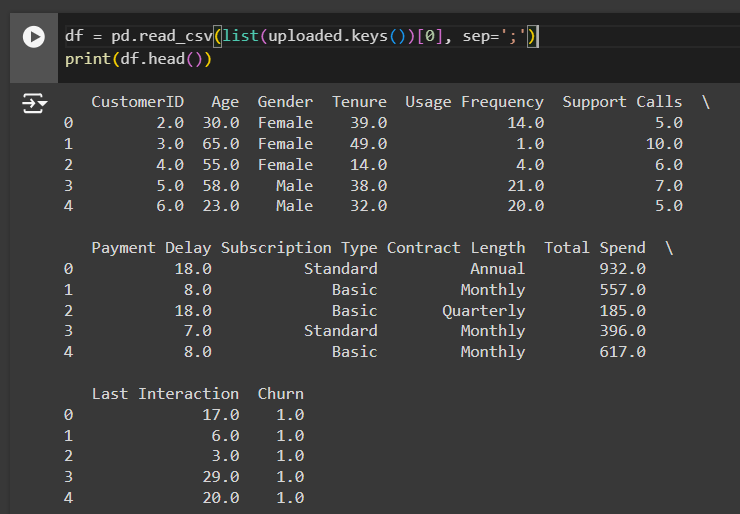 df = pd.read_csv(list(uploaded.keys())[0], sep=';')
print(df.head())
CustomerID Age Gender Tenure Usage Frequency Support Calls \
0 2.0 30.0 Female 39.0 14.0 5.0
1 3.0 65.0 Female 49.0 1.0 10.0
2 4.0 55.0 Female 14.0 4.0 6.0
3 5.0 58.0 Male 38.0 21.0 7.0
4 6.0 23.0 Male 32.0 20.0 5.0
Payment Delay Subscription Type Contract Length Total Spend \
0 18.0 Standard Annual 932.0
1 8.0 Basic Monthly 557.0
2 18.0 Basic Quarterly 185.0
3 7.0 Standard Monthly 396.0
4 8.0 Basic Monthly 617.0
Last Interaction Churn
0 17.0 1.0
1 6.0 1.0
2 3.0 1.0
3 29.0 1.0
4 20.0 1.0